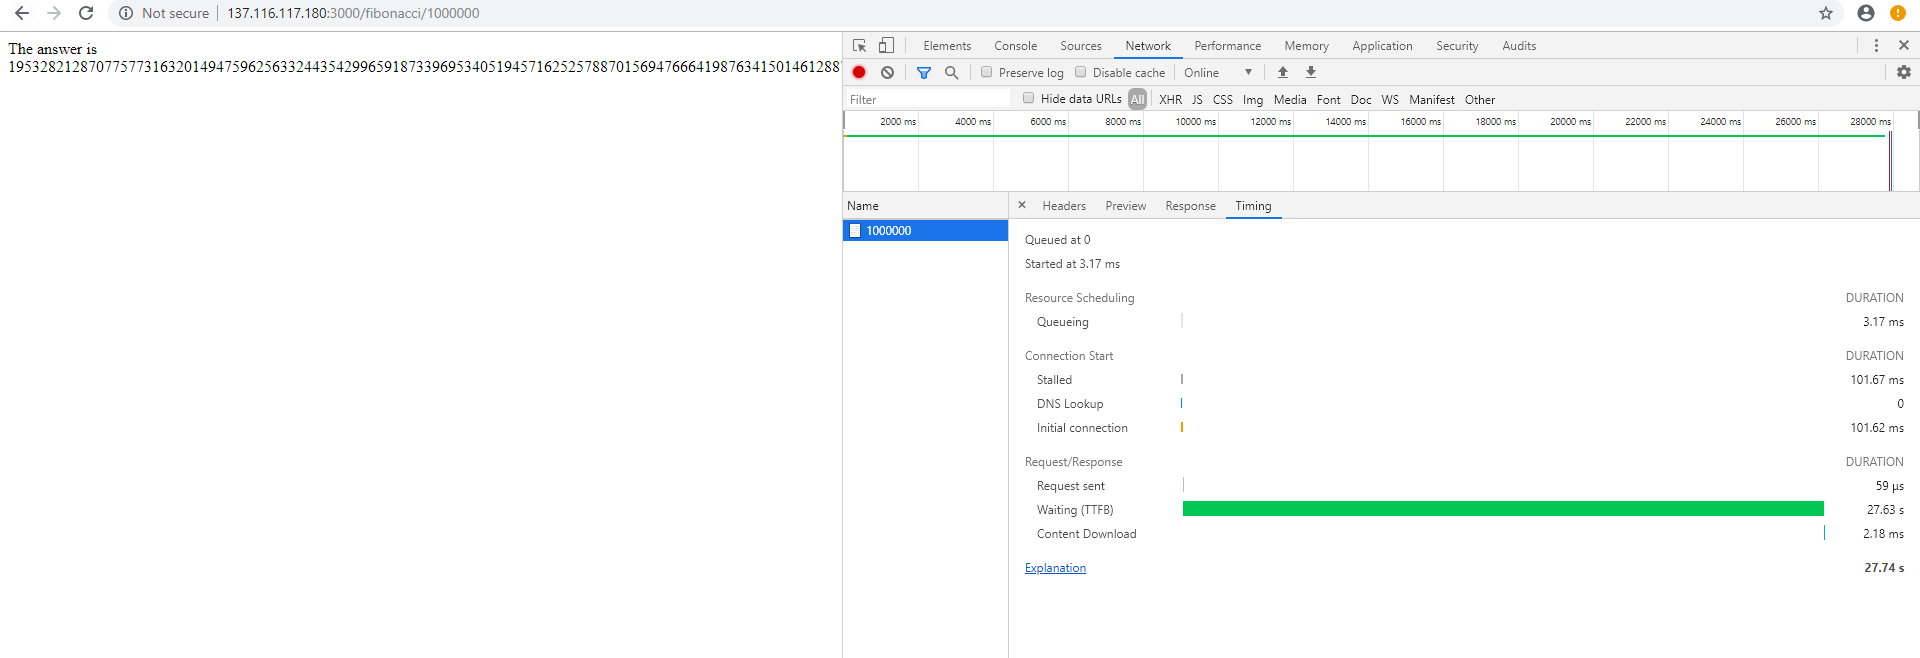 Not secure 137.116.117.180:3000/fibonacci/1000000
The answer is
Elements Console Sources Network Performance Memory Application Security Audits
Preserve log Disable cache Online
Filter Hide data URLs All XHR JS CSS Img Media Font Doc WS Manifest Other
2000 ms 4000 ms 6000 ms 8000 ms 10000 ms 12000 ms 14000 ms 16000 ms 18000 ms 20000 ms 22000 ms 24000 ms 26000 ms 28000 ms
Name
1000000
× Headers Preview Response Timing
Queued at 0
Started at 3.17 ms
Resource Scheduling DURATION
Queueing 3.17 ms
Connection Start DURATION
Stalled 101.67 ms
DNS Lookup 0
Initial connection 101.62 ms
Request/Response DURATION
Request sent 59 μs
Waiting (TTFB) 27.63 s
Content Download 2.18 ms
Explanation 27.74 s